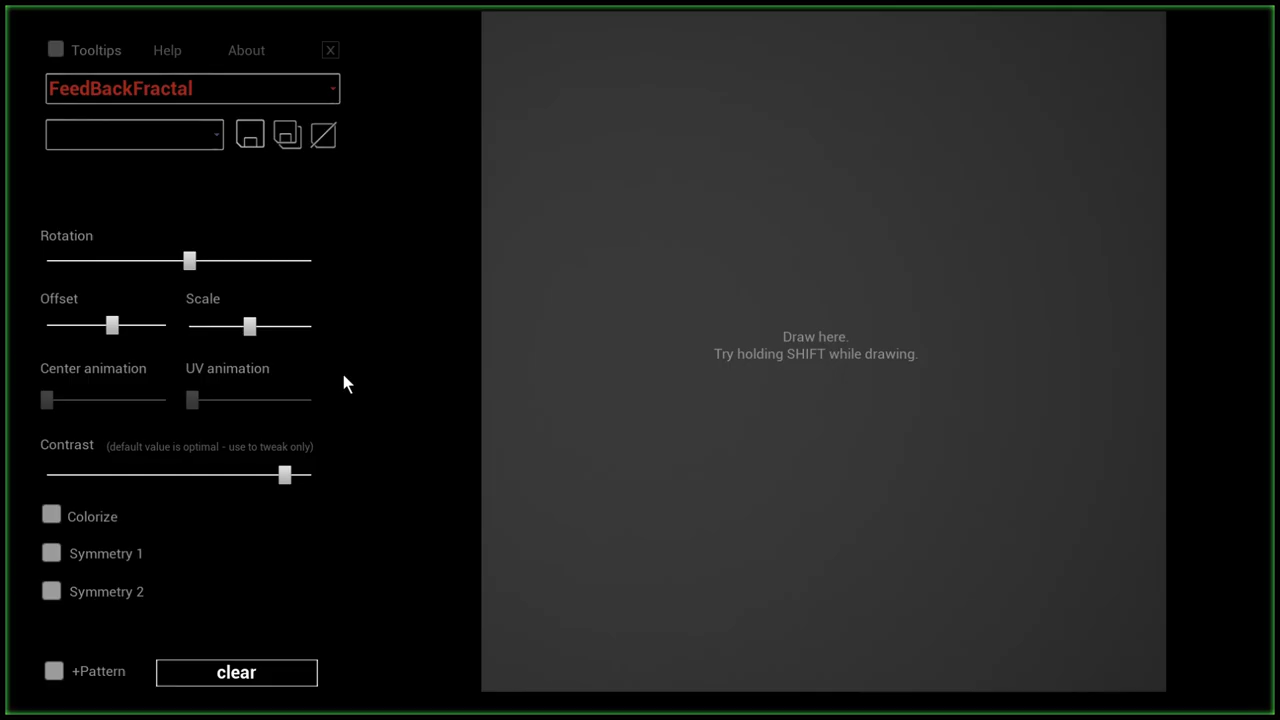 Tooltips Help About X
FeedBackFractal
Rotation
Offset Scale
Center animation UV animation
Contrast (default value is optimal - use to tweak only)
Colorize
Symmetry 1
Symmetry 2
+Pattern clear
Draw here.
Try holding SHIFT while drawing.